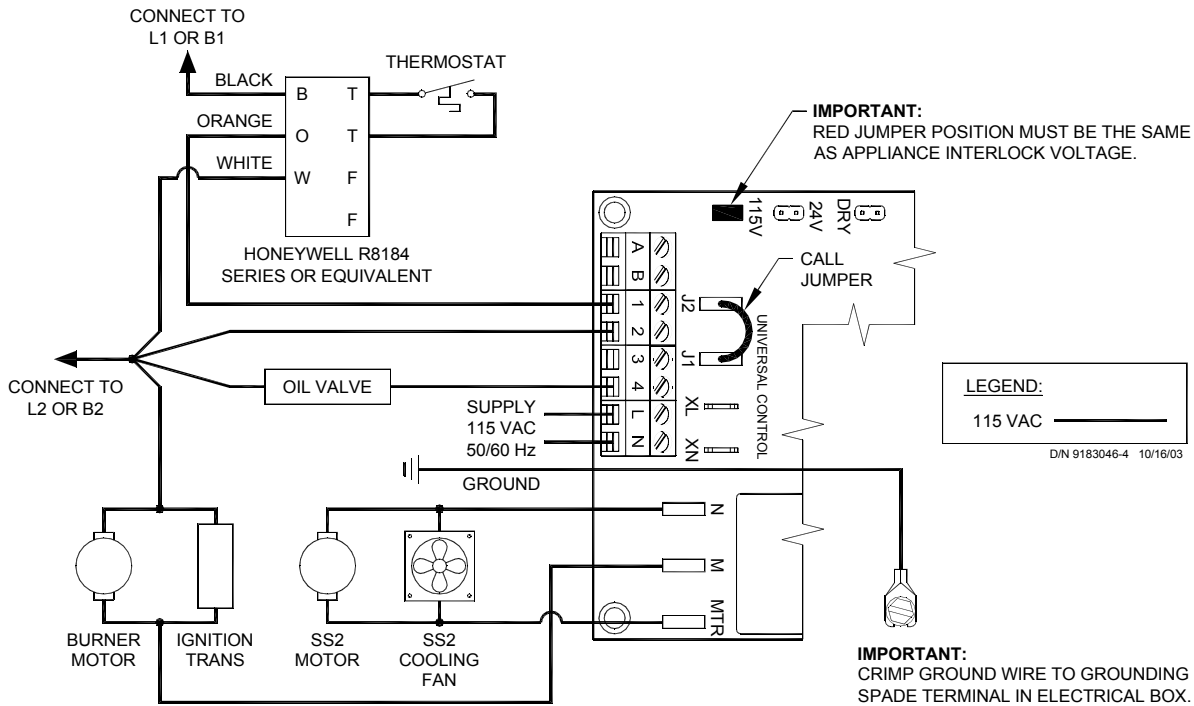 CONNECT TO
L1 OR B1
BLACK
ORANGE
WHITE
B T
O T
W F
F
THERMOSTAT
HONEYWELL R8184
SERIES OR EQUIVALENT
IMPORTANT:
RED JUMPER POSITION MUST BE THE SAME
AS APPLIANCE INTERLOCK VOLTAGE.
115V
24V
DRY
CALL
JUMPER
A
B
1
2
3
4
L
N
J2
J1
XL
XN
UNIVERSAL CONTROL
CONNECT TO
L2 OR B2
OIL VALVE
SUPPLY
115 VAC
50/60 Hz
GROUND
LEGEND:
115 VAC
D/N 9183046-4 10/16/03
N
M
MTR
BURNER
MOTOR
IGNITION
TRANS
SS2
MOTOR
SS2
COOLING
FAN
IMPORTANT:
CRIMP GROUND WIRE TO GROUNDING
SPADE TERMINAL IN ELECTRICAL BOX.